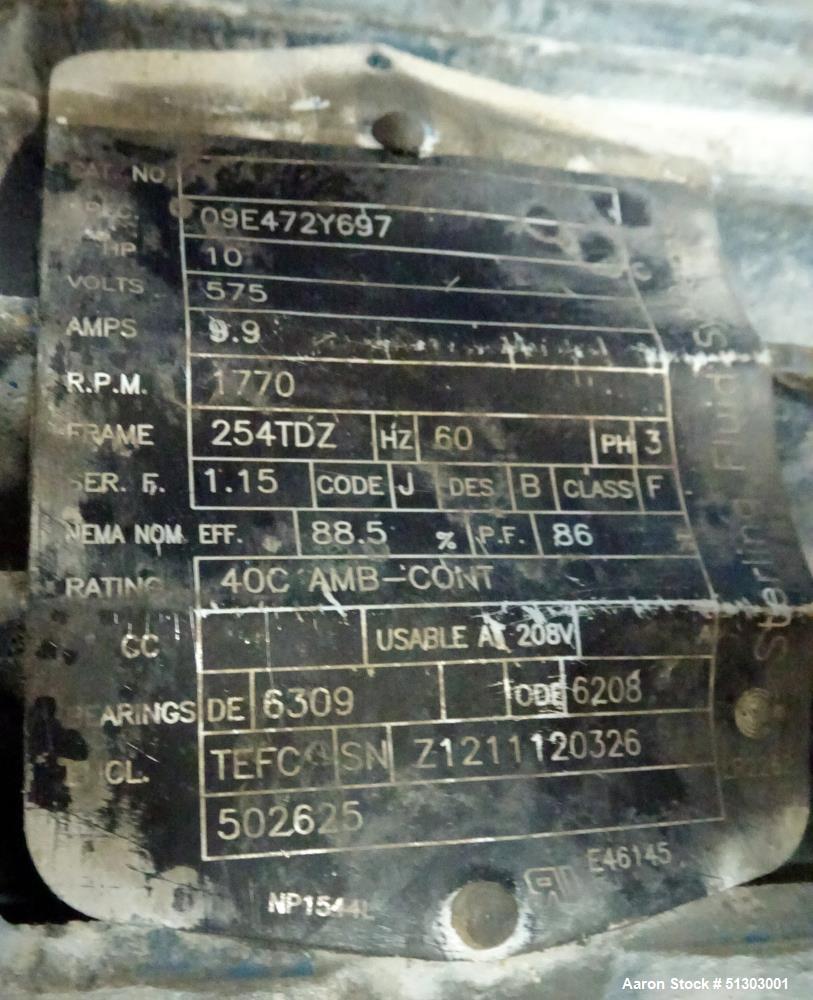 CAT. NO.
SPEC. 09E472Y697
HP 10
VOLTS 575
AMPS 9.9
R.P.M. 1770
FRAME 254TDZ HZ 60 PH 3
SER. F. 1.15 CODE J DES B CLASS F
NEMA NOM EFF. 88.5 % P.F. 86
RATING 40C AMB-CONT
CC USABLE AT 208V A
BEARINGS DE 6309 ODE 6208
ENCL. TEFC SN Z1211120326
502625
NP1544L E46145
Sterling Fluid
Aaron Stock # 51303001